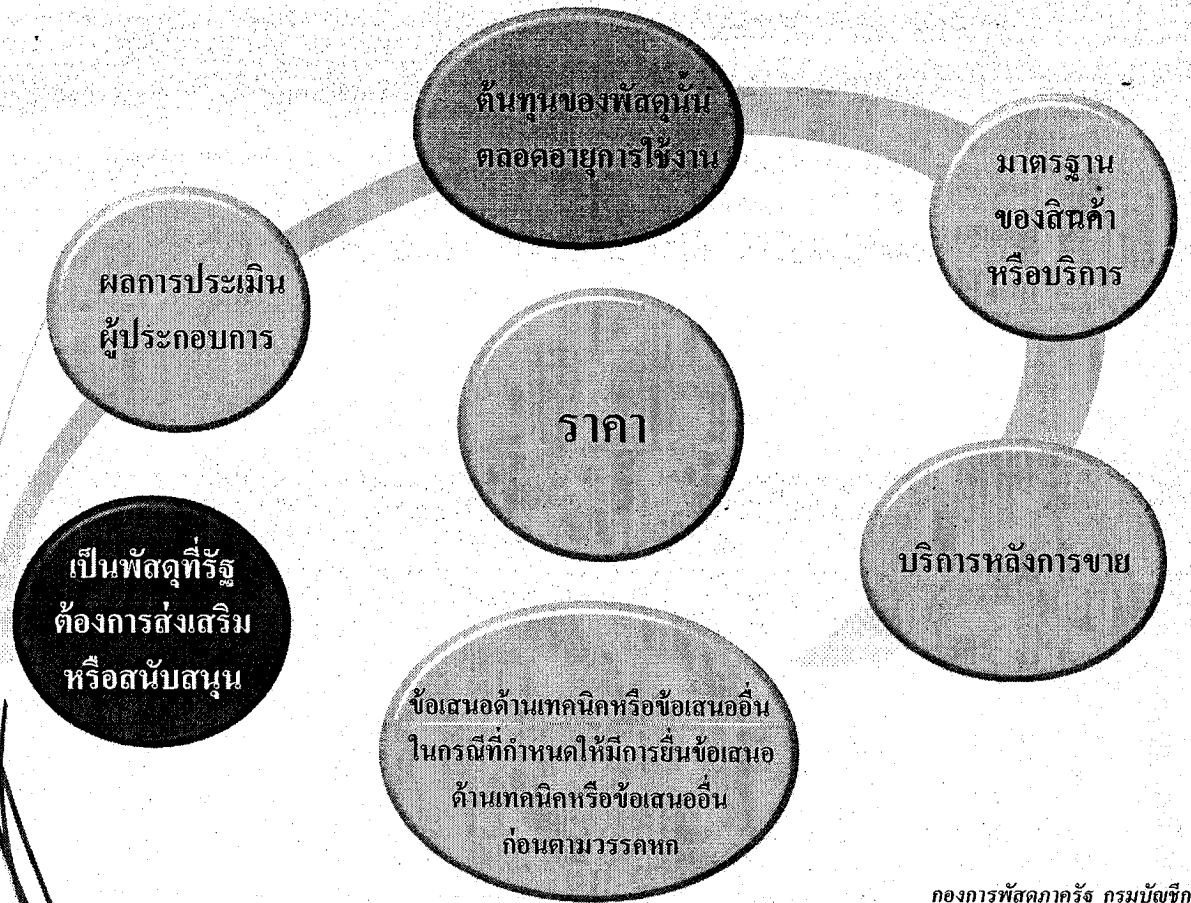 ต้นทุนของพัสดุนั้น
ตลอดอายุการใช้งาน
มาตรฐาน
ของสินค้า
หรือบริการ
ผลการประเมิน
ผู้ประกอบการ
ราคา
บริการหลังการขาย
เป็นพัสดุที่รัฐ
ต้องการส่งเสริม
หรือสนับสนุน
ข้อเสนอด้านเทคนิคหรือข้อเสนออื่น
ในกรณีที่กำหนดให้มีการยื่นข้อเสนอ
ด้านเทคนิคหรือข้อเสนออื่น
ก่อนตามวรรคหก
กองการพัสดุภาครัฐ กรมบัญชีก